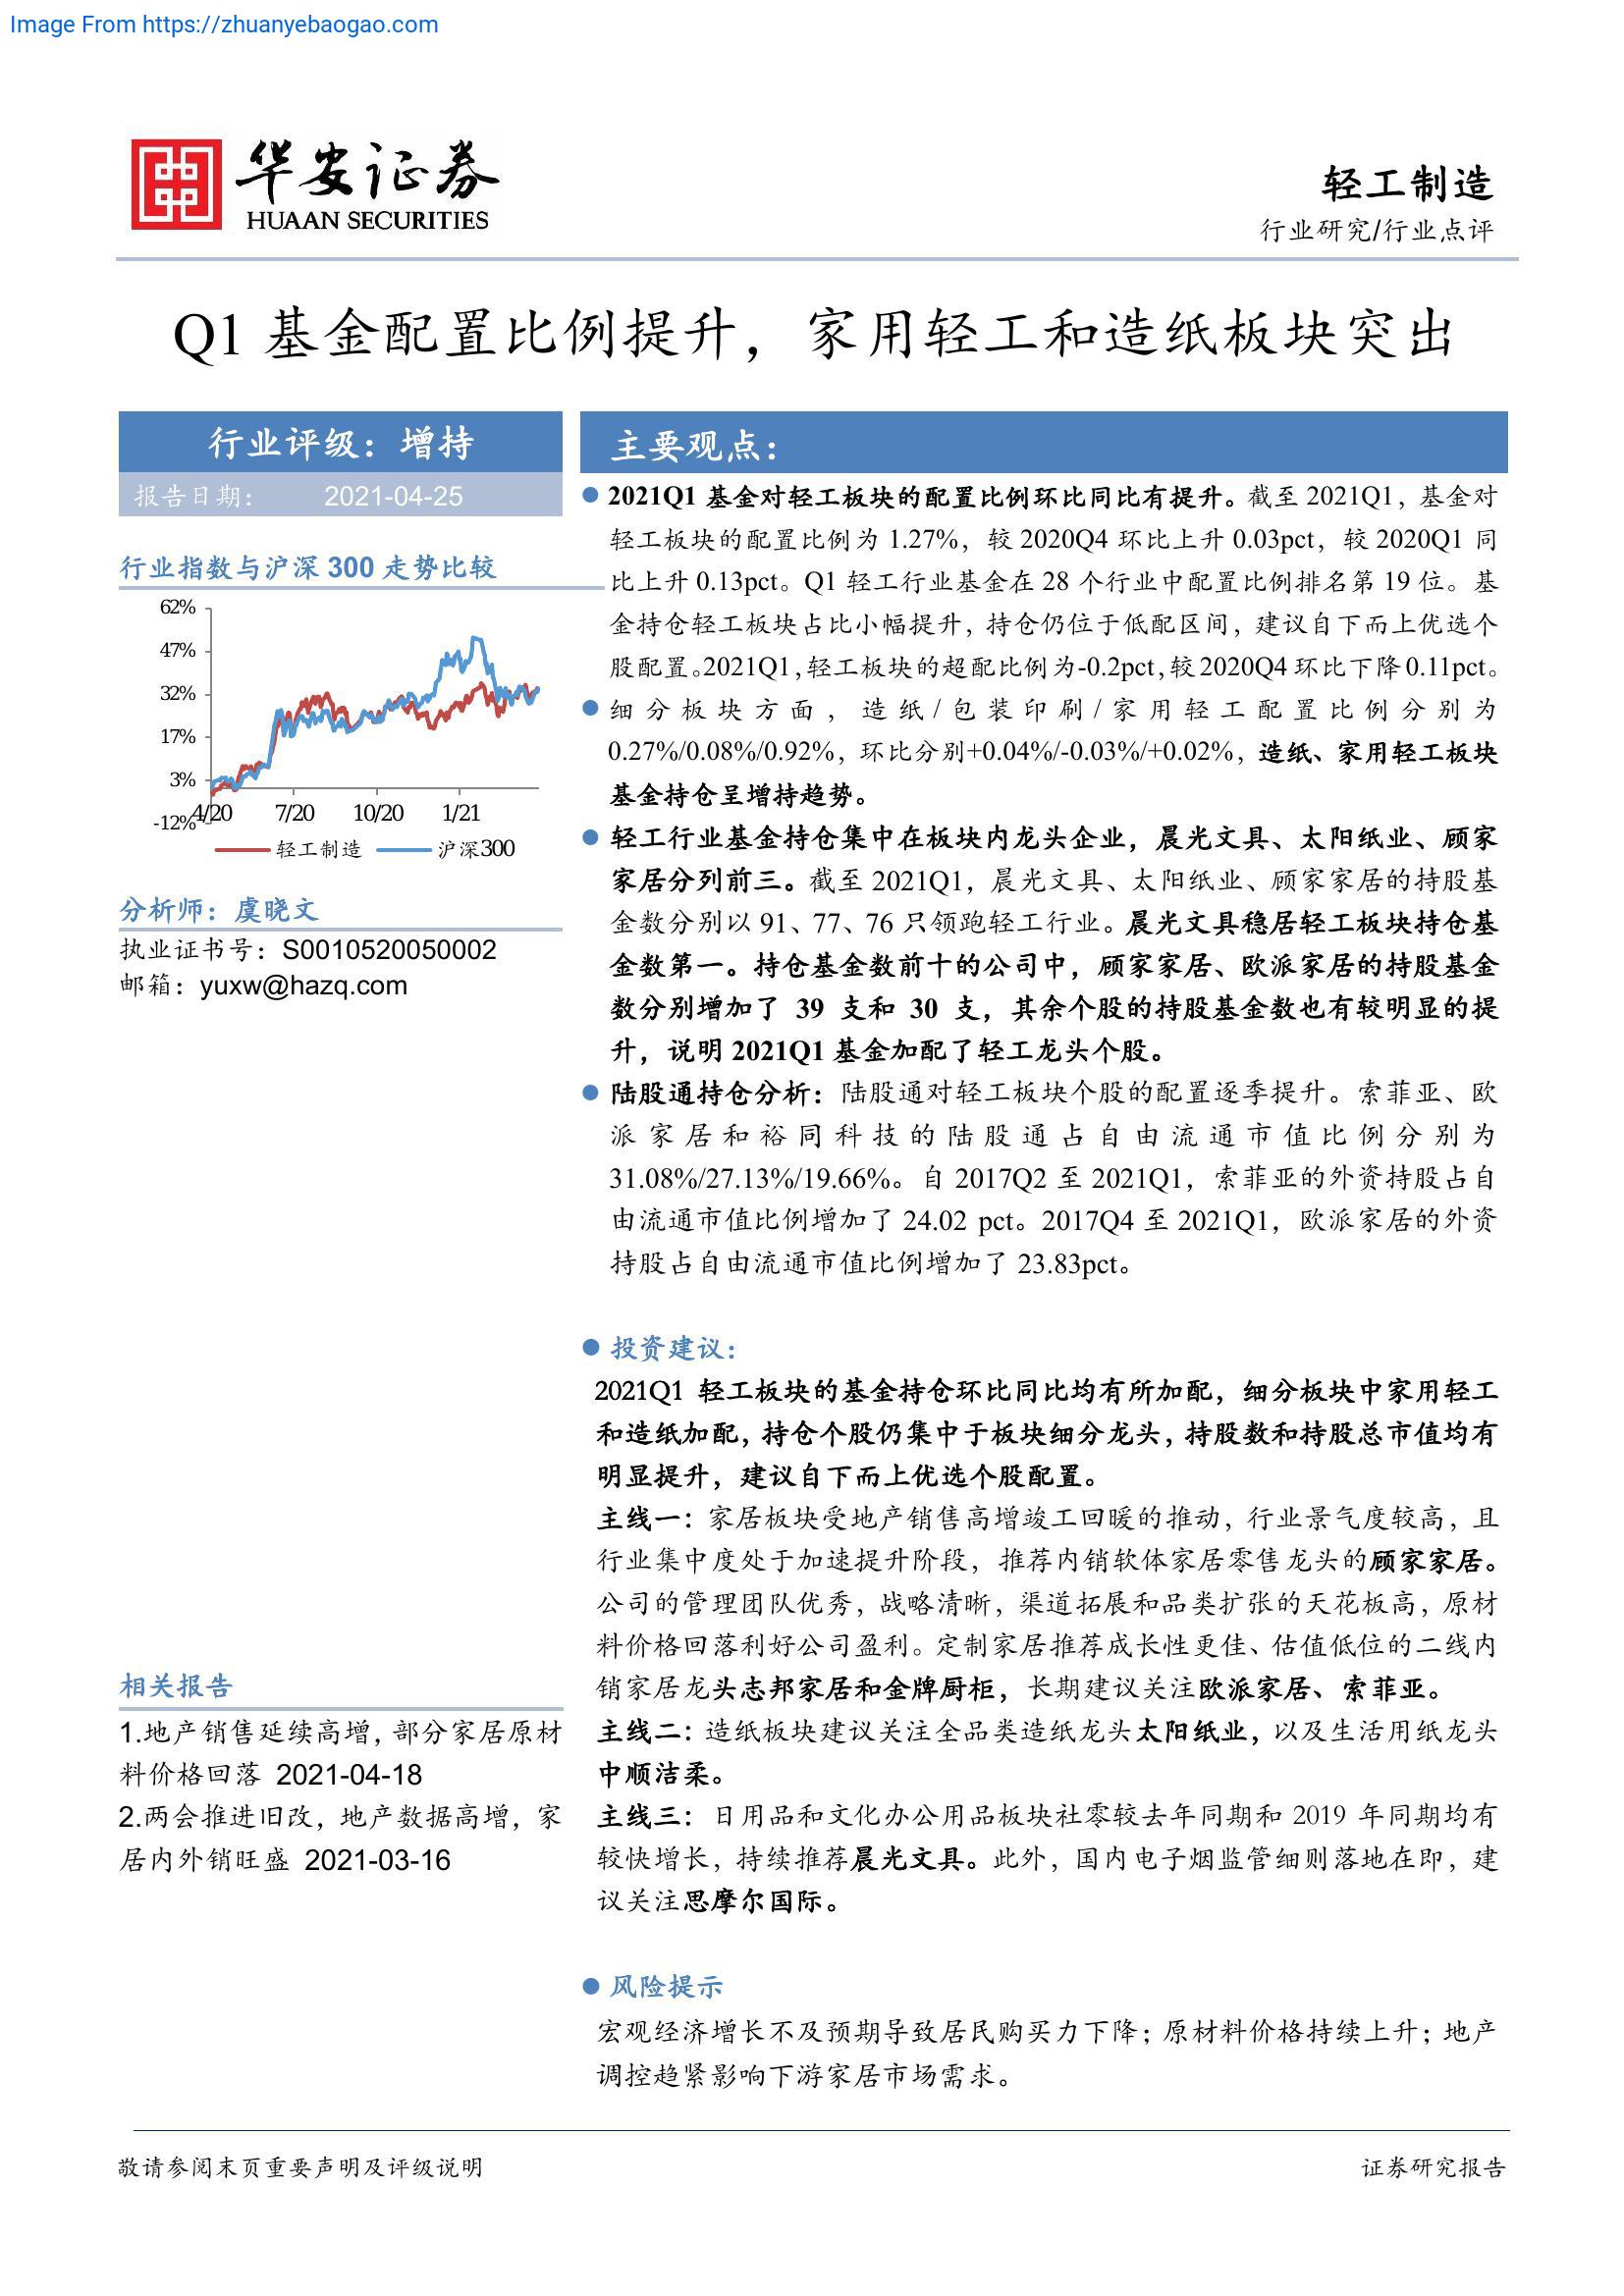 Image From https://zhuanyebaogao.com
华安证券
HUAAN SECURITIES
轻工制造
行业研究/行业点评
Q1 基金配置比例提升，家用轻工和造纸板块突出
行业评级：增持
报告日期： 2021-04-25
行业指数与沪深 300 走势比较
62%
47%
32%
17%
3%
-12%
4/20 7/20 10/20 1/21
轻工制造 沪深300
分析师：虞晓文
执业证书号：S0010520050002
邮箱：yuxw@hazq.com
相关报告
1.地产销售延续高增，部分家居原材
料价格回落 2021-04-18
2.两会推进旧改，地产数据高增，家
居内外销旺盛 2021-03-16
主要观点：
2021Q1 基金对轻工板块的配置比例环比同比有提升。截至 2021Q1，基金对
轻工板块的配置比例为 1.27%，较 2020Q4 环比上升 0.03pct，较 2020Q1 同
比上升 0.13pct。Q1 轻工行业基金在 28 个行业中配置比例排名第 19 位。基
金持仓轻工板块占比小幅提升，持仓仍位于低配区间，建议自下而上优选个
股配置。2021Q1，轻工板块的超配比例为-0.2pct，较 2020Q4 环比下降 0.11pct。
细分板块方面，造纸/包装印刷/家用轻工配置比例分别为
0.27%/0.08%/0.92%，环比分别+0.04%/-0.03%/+0.02%，造纸、家用轻工板块
基金持仓呈增持趋势。
轻工行业基金持仓集中在板块内龙头企业，晨光文具、太阳纸业、顾家
家居分列前三。截至 2021Q1，晨光文具、太阳纸业、顾家家居的持股基
金数分别以 91、77、76 只领跑轻工行业。晨光文具稳居轻工板块持仓基
金数第一。持仓基金数前十的公司中，顾家家居、欧派家居的持股基金
数分别增加了 39 支和 30 支，其余个股的持股基金数也有较明显的提
升，说明 2021Q1 基金加配了轻工龙头个股。
陆股通持仓分析：陆股通对轻工板块个股的配置逐季提升。索菲亚、欧
派家居和裕同科技的陆股通占自由流通市值比例分别为
31.08%/27.13%/19.66%。自 2017Q2 至 2021Q1，索菲亚的外资持股占自
由流通市值比例增加了 24.02 pct。2017Q4 至 2021Q1，欧派家居的外资
持股占自由流通市值比例增加了 23.83pct。
投资建议：
2021Q1 轻工板块的基金持仓环比同比均有所加配，细分板块中家用轻工
和造纸加配，持仓个股仍集中于板块细分龙头，持股数和持股总市值均有
明显提升，建议自下而上优选个股配置。
主线一：家居板块受地产销售高增竣工回暖的推动，行业景气度较高，且
行业集中度处于加速提升阶段，推荐内销软体家居零售龙头的顾家家居。
公司的管理团队优秀，战略清晰，渠道拓展和品类扩张的天花板高，原材
料价格回落利好公司盈利。定制家居推荐成长性更佳、估值低位的二线内
销家居龙头志邦家居和金牌厨柜，长期建议关注欧派家居、索菲亚。
主线二：造纸板块建议关注全品类造纸龙头太阳纸业，以及生活用纸龙头
中顺洁柔。
主线三：日用品和文化办公用品板块社零较去年同期和 2019 年同期均有
较快增长，持续推荐晨光文具。此外，国内电子烟监管细则落地在即，建
议关注思摩尔国际。
风险提示
宏观经济增长不及预期导致居民购买力下降；原材料价格持续上升；地产
调控趋紧影响下游家居市场需求。
敬请参阅末页重要声明及评级说明 证券研究报告